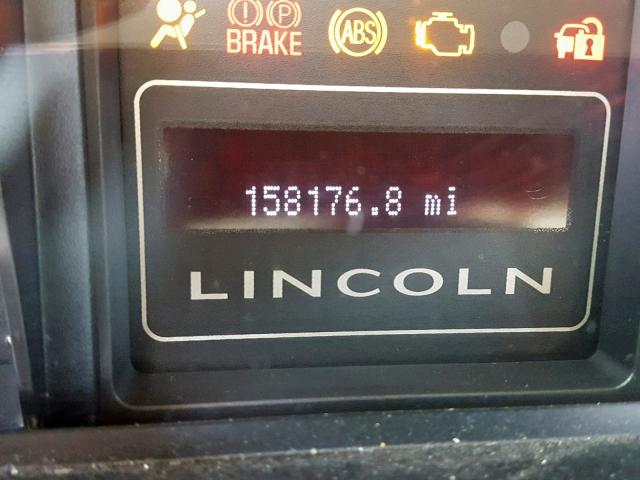 (!) (P)
BRAKE
ABS
158176.8 mi
LINCOLN